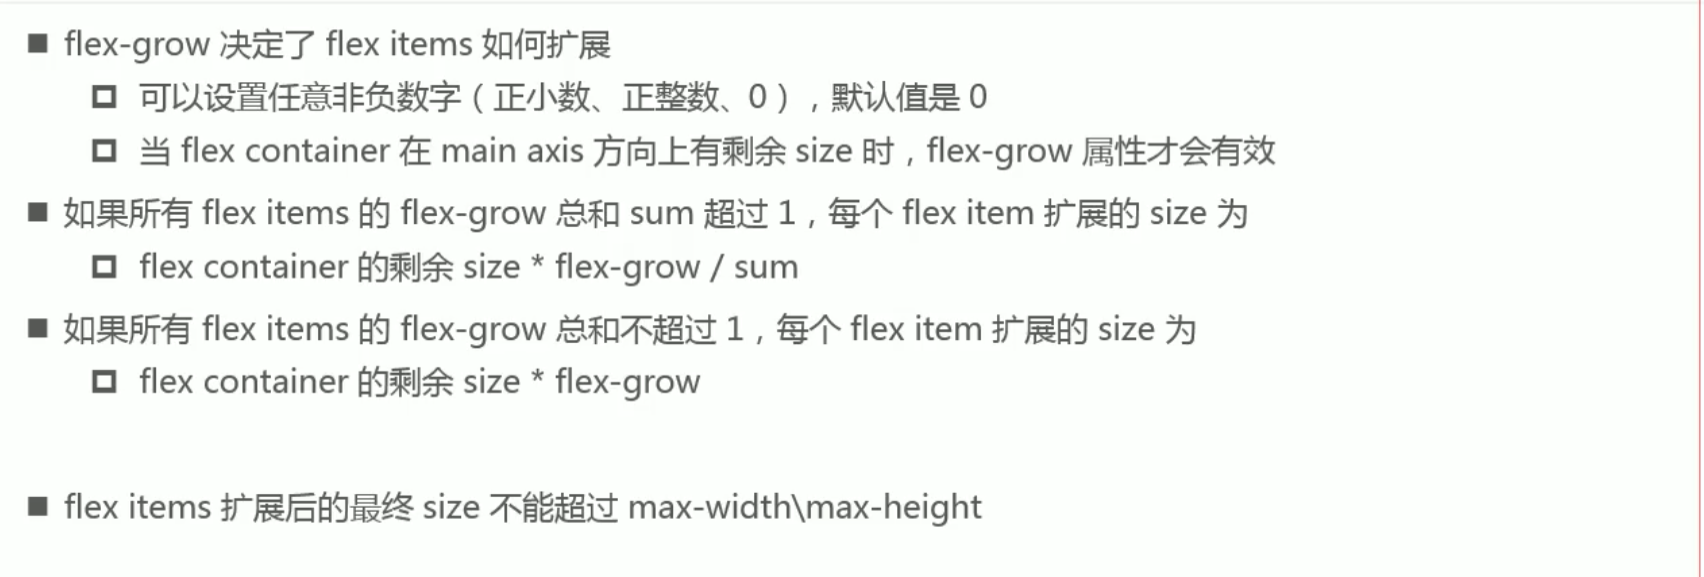 ■ flex-grow 决定了 flex items 如何扩展
□ 可以设置任意非负数字（正小数、正整数、0），默认值是 0
□ 当 flex container 在 main axis 方向上有剩余 size 时，flex-grow 属性才会有效
■ 如果所有 flex items 的 flex-grow 总和 sum 超过 1，每个 flex item 扩展的 size 为
□ flex container 的剩余 size * flex-grow / sum
■ 如果所有 flex items 的 flex-grow 总和不超过 1，每个 flex item 扩展的 size 为
□ flex container 的剩余 size * flex-grow
■ flex items 扩展后的最终 size 不能超过 max-width\max-height